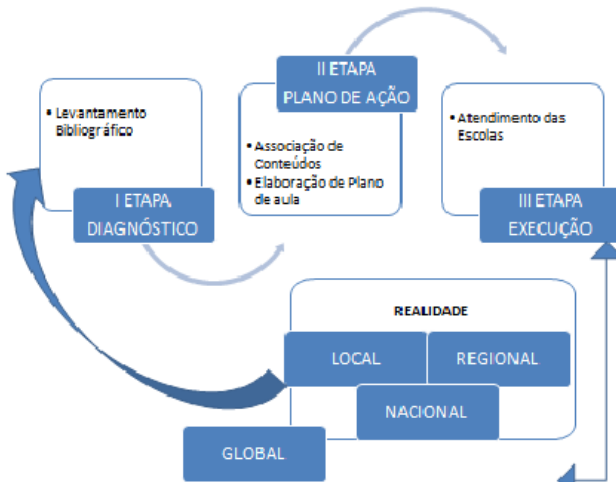 • Levantamento
Bibliográfico
I ETAPA
DIAGNÓSTICO
II ETAPA
PLANO DE AÇÃO
• Associação de
Conteúdos
• Elaboração de Plano
de aula
• Atendimento das
Escolas
III ETAPA
EXECUÇÃO
REALIDADE
LOCAL
REGIONAL
NACIONAL
GLOBAL